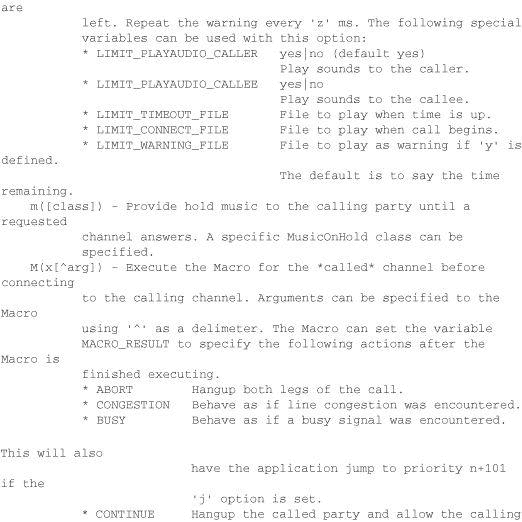 are
left. Repeat the warning every 'z' ms. The following special
variables can be used with this option:
* LIMIT_PLAYAUDIO_CALLER yes|no (default yes)
Play sounds to the caller.
* LIMIT_PLAYAUDIO_CALLEE yes|no
Play sounds to the callee.
* LIMIT_TIMEOUT_FILE File to play when time is up.
* LIMIT_CONNECT_FILE File to play when call begins.
* LIMIT_WARNING_FILE File to play as warning if 'y' is
defined.
The default is to say the time
remaining.
m([class]) - Provide hold music to the calling party until a
requested
channel answers. A specific MusicOnHold class can be
specified.
M(x[^arg]) - Execute the Macro for the *called* channel before
connecting
to the calling channel. Arguments can be specified to the
Macro
using '^' as a delimeter. The Macro can set the variable
MACRO_RESULT to specify the following actions after the
Macro is
finished executing.
* ABORT Hangup both legs of the call.
* CONGESTION Behave as if line congestion was encountered.
* BUSY Behave as if a busy signal was encountered.
This will also
have the application jump to priority n+101
if the
'j' option is set.
* CONTINUE Hangup the called party and allow the calling